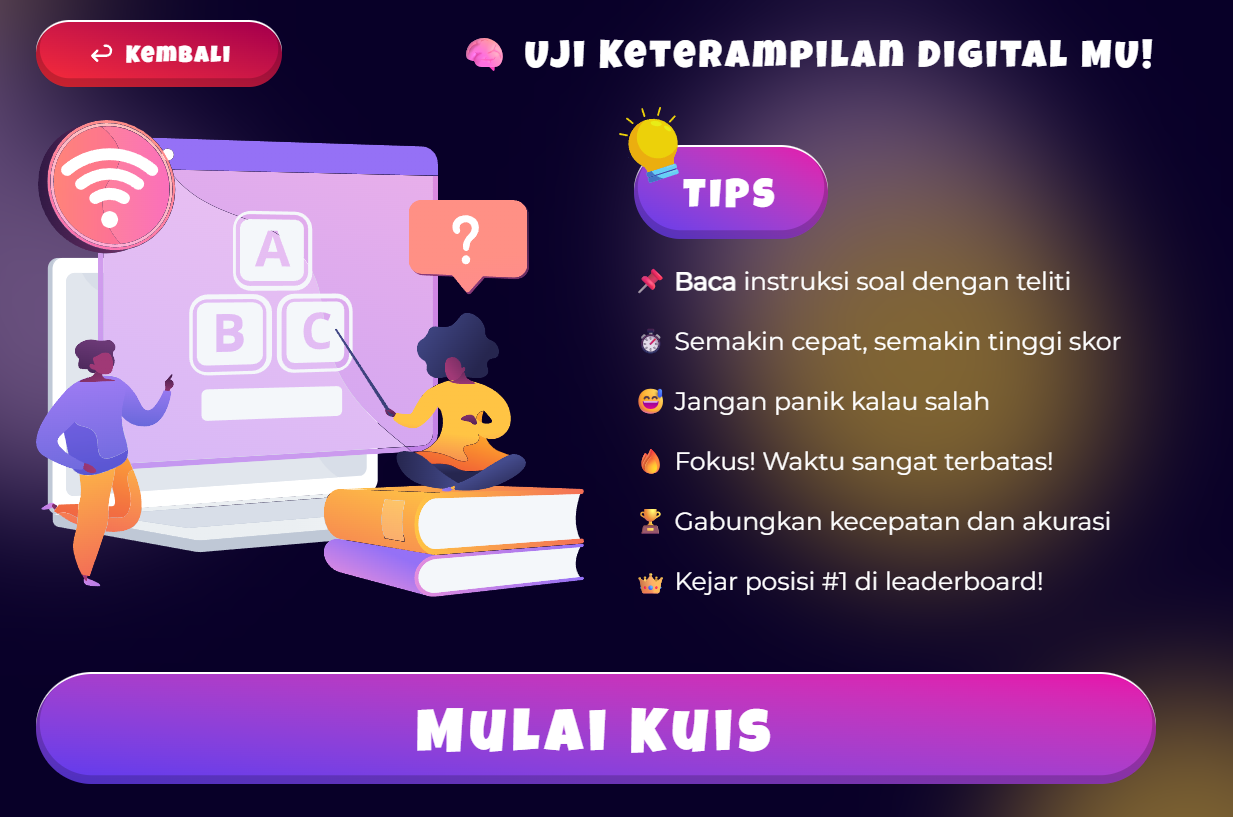 Kembali
🧠 Uji Keterampilan Digital Mu!
A
B C
?
TIPS
📌 Baca instruksi soal dengan teliti
⏱️ Semakin cepat, semakin tinggi skor
😅 Jangan panik kalau salah
🔥 Fokus! Waktu sangat terbatas!
🏆 Gabungkan kecepatan dan akurasi
👑 Kejar posisi #1 di leaderboard!
Mulai Kuis